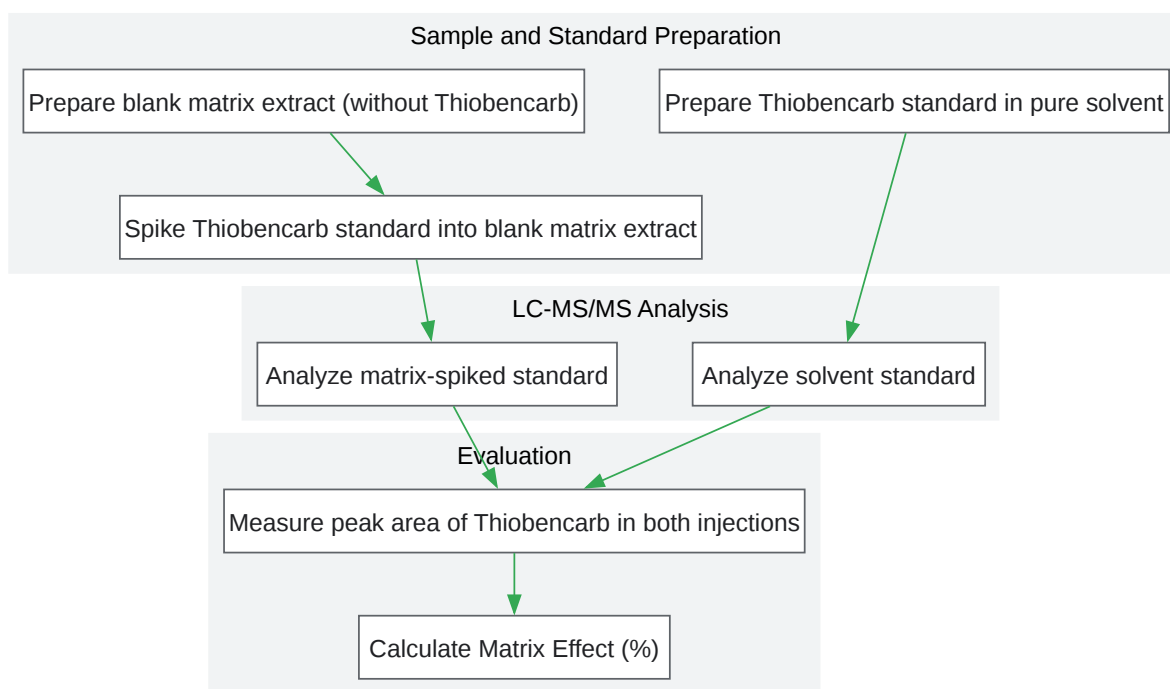 Sample and Standard Preparation
Prepare blank matrix extract (without Thiobencarb)
Prepare Thiobencarb standard in pure solvent
Spike Thiobencarb standard into blank matrix extract
LC-MS/MS Analysis
Analyze matrix-spiked standard
Analyze solvent standard
Evaluation
Measure peak area of Thiobencarb in both injections
Calculate Matrix Effect (%)